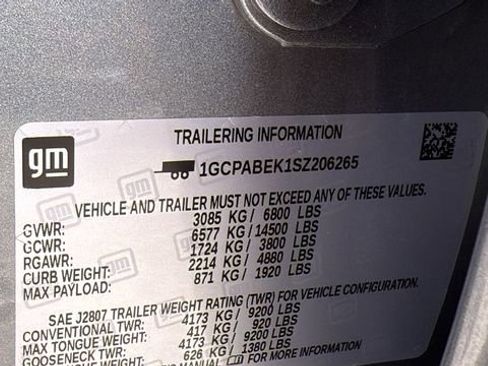 gm
TRAILERING INFORMATION
1GCPABEK1SZ206265
VEHICLE AND TRAILER MUST NOT EXCEED ANY OF THESE VALUES.
GVWR: 3085 KG/ 6800 LBS
GCWR: 6577 KG/14500 LBS
RGAWR: 1724 KG/ 3800 LBS
CURB WEIGHT: 2214 KG/ 4880 LBS
MAX PAYLOAD: 871 KG/ 1920 LBS
SAE J2807 TRAILER WEIGHT RATING (TWR) FOR VEHICLE CONFIGURATION.
CONVENTIONAL TWR: 4173 KG/ 9200 LBS
MAX TONGUE WEIGHT: 417 KG/ 920 LBS
GOOSENECK TWR: 4173 KG/ 9200 LBS
626 KG/ 1380 LBS
MANUAL FOR MORE INFORMATION